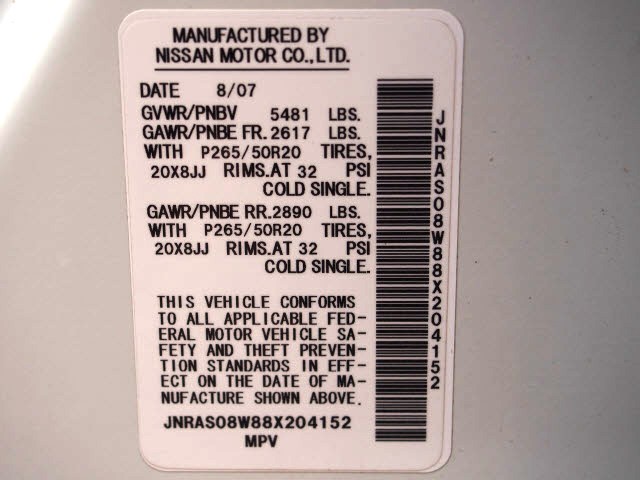 MANUFACTURED BY
NISSAN MOTOR CO.,LTD.
DATE 8/07
GVWR/PNBV 5481 LBS.
GAWR/PNBE FR.2617 LBS.
WITH P265/50R20 TIRES,
20X8JJ RIMS.AT 32 PSI
COLD SINGLE.
GAWR/PNBE RR.2890 LBS.
WITH P265/50R20 TIRES,
20X8JJ RIMS.AT 32 PSI
COLD SINGLE.
THIS VEHICLE CONFORMS
TO ALL APPLICABLE FED-
ERAL MOTOR VEHICLE SA-
FETY AND THEFT PREVEN-
TION STANDARDS IN EFF-
ECT ON THE DATE OF MA-
NUFACTURE SHOWN ABOVE.
JNRAS08W88X204152
MPV
JNRAS08W88X204152